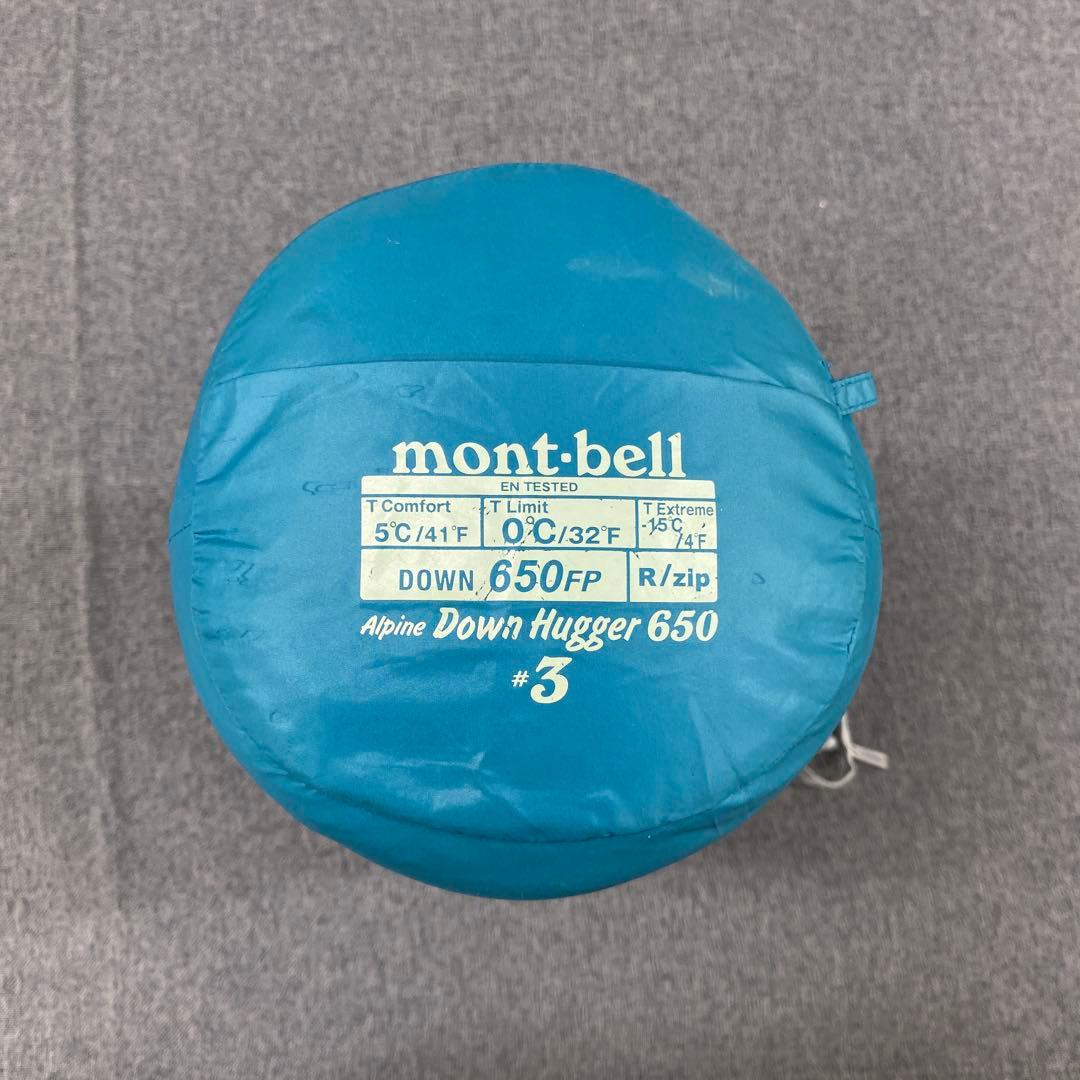 mont·bell
EN TESTED
T Comfort T Limit T Extreme
5℃/41°F 0℃/32°F -15℃/4°F
DOWN 650FP R/zip
Alpine Down Hugger 650
#3